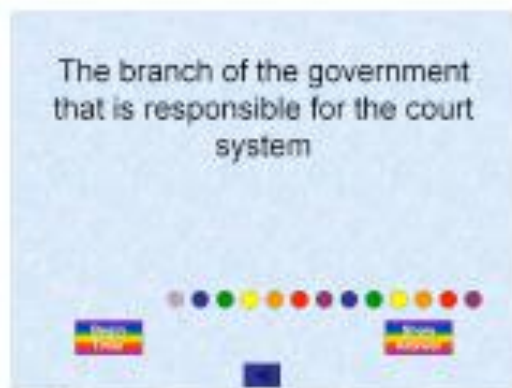 The branch of the government
that is responsible for the court
system